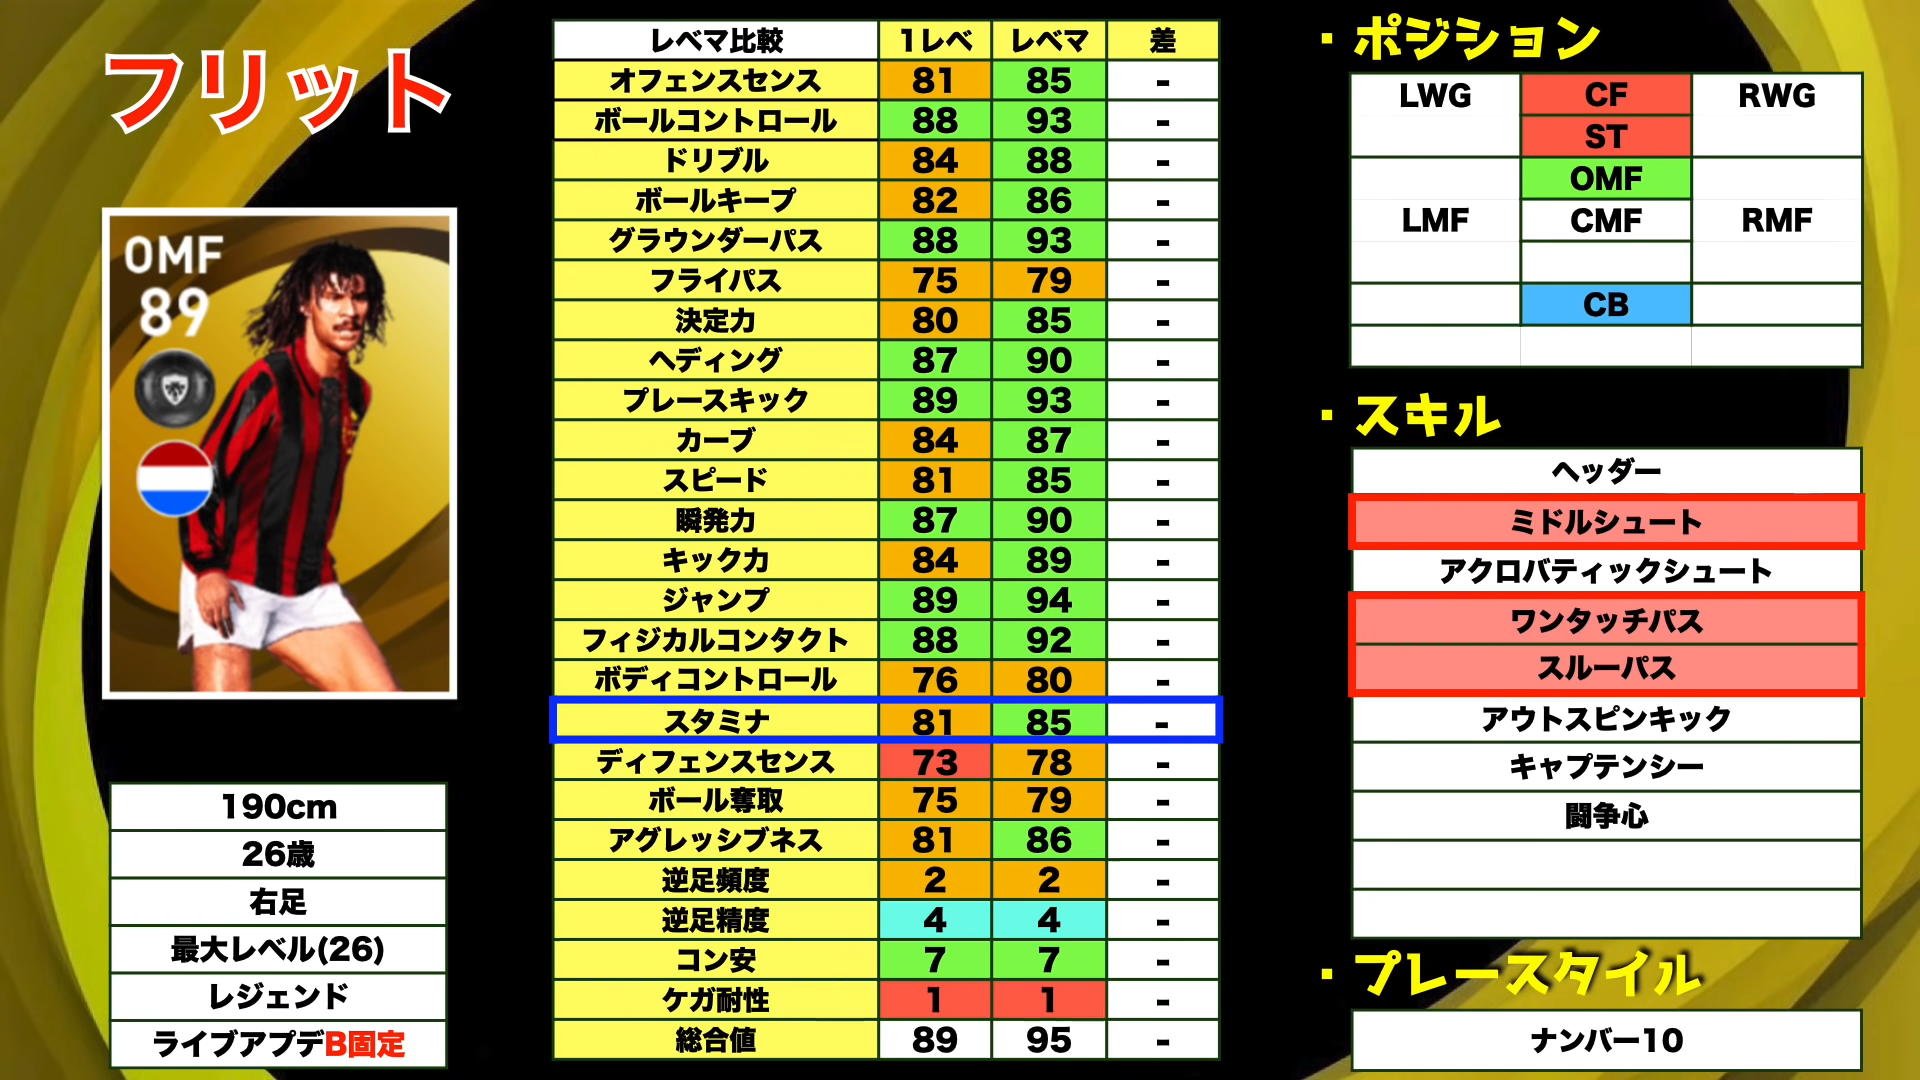 フリット
OMF
89
190cm
26歳
右足
最大レベル(26)
レジェンド
ライブアプデB固定
レベマ比較 1レベ レベマ 差
オフェンスセンス 81 85 -
ボールコントロール 88 93 -
ドリブル 84 88 -
ボールキープ 82 86 -
グラウンダーパス 88 93 -
フライパス 75 79 -
決定力 80 85 -
ヘディング 87 90 -
プレースキック 89 93 -
カーブ 84 87 -
スピード 81 85 -
瞬発力 87 90 -
キック力 84 89 -
ジャンプ 89 94 -
フィジカルコンタクト 88 92 -
ボディコントロール 76 80 -
スタミナ 81 85 -
ディフェンスセンス 73 78 -
ボール奪取 75 79 -
アグレッシブネス 81 86 -
逆足頻度 2 2 -
逆足精度 4 4 -
コン安 7 7 -
ケガ耐性 1 1 -
総合値 89 95 -
・ポジション
LWG CF RWG
ST
OMF
LMF CMF RMF
CB
・スキル
ヘッダー
ミドルシュート
アクロバティックシュート
ワンタッチパス
スルーパス
アウトスピンキック
キャプテンシー
闘争心
・プレースタイル
ナンバー10